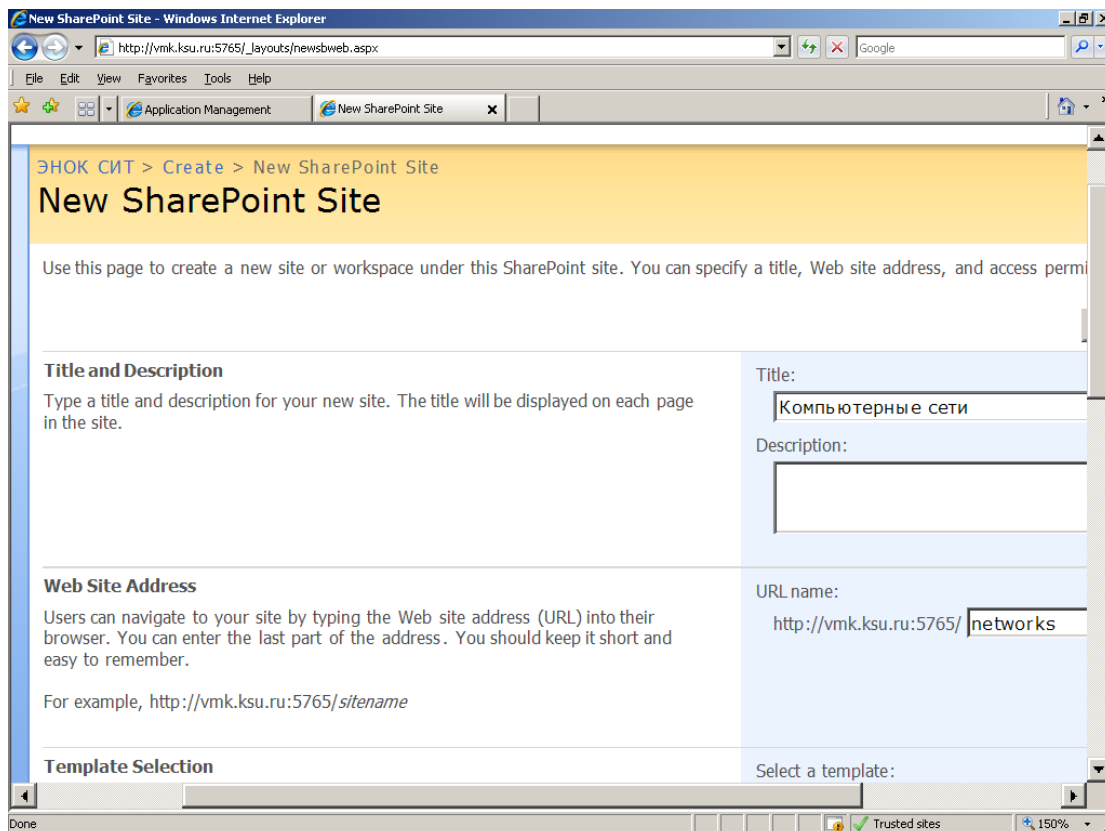 New SharePoint Site - Windows Internet Explorer
http://vmk.ksu.ru:5765/_layouts/newsbweb.aspx
Google
File Edit View Favorites Tools Help
Application Management
New SharePoint Site
ЭНОК СИТ > Create > New SharePoint Site
New SharePoint Site
Use this page to create a new site or workspace under this SharePoint site. You can specify a title, Web site address, and access permi
Title and Description
Type a title and description for your new site. The title will be displayed on each page
in the site.
Title:
Компьютерные сети
Description:
Web Site Address
Users can navigate to your site by typing the Web site address (URL) into their
browser. You can enter the last part of the address. You should keep it short and
easy to remember.
For example, http://vmk.ksu.ru:5765/sitename
URL name:
http://vmk.ksu.ru:5765/ networks
Template Selection
Select a template:
Done
Trusted sites
150%